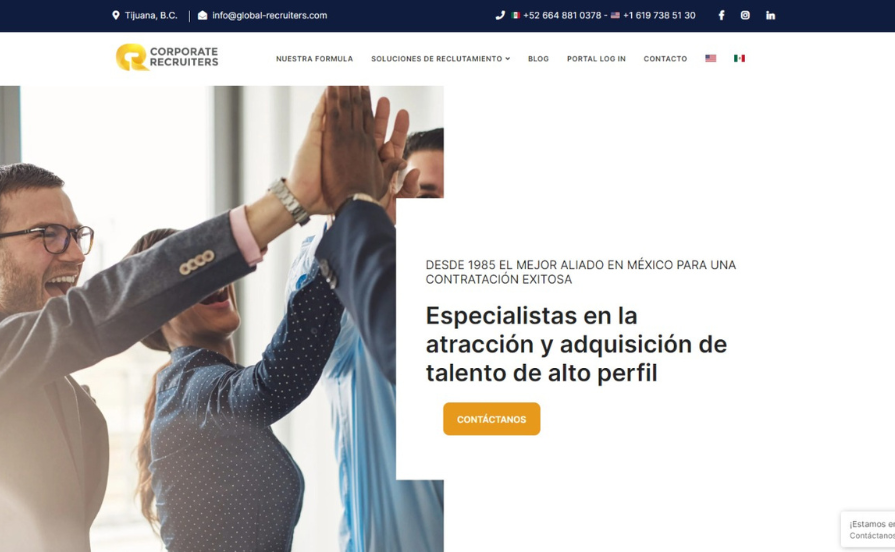 Tijuana, B.C.
info@global-recruiters.com
+52 664 881 0378 - +1 619 738 51 30
CORPORATE
RECRUITERS
NUESTRA FORMULA
SOLUCIONES DE RECLUTAMIENTO
BLOG
PORTAL LOG IN
CONTACTO
DESDE 1985 EL MEJOR ALIADO EN MÉXICO PARA UNA
CONTRATACIÓN EXITOSA
Especialistas en la
atracción y adquisición de
talento de alto perfil
CONTÁCTANOS
¡Estamos
Contáctanos